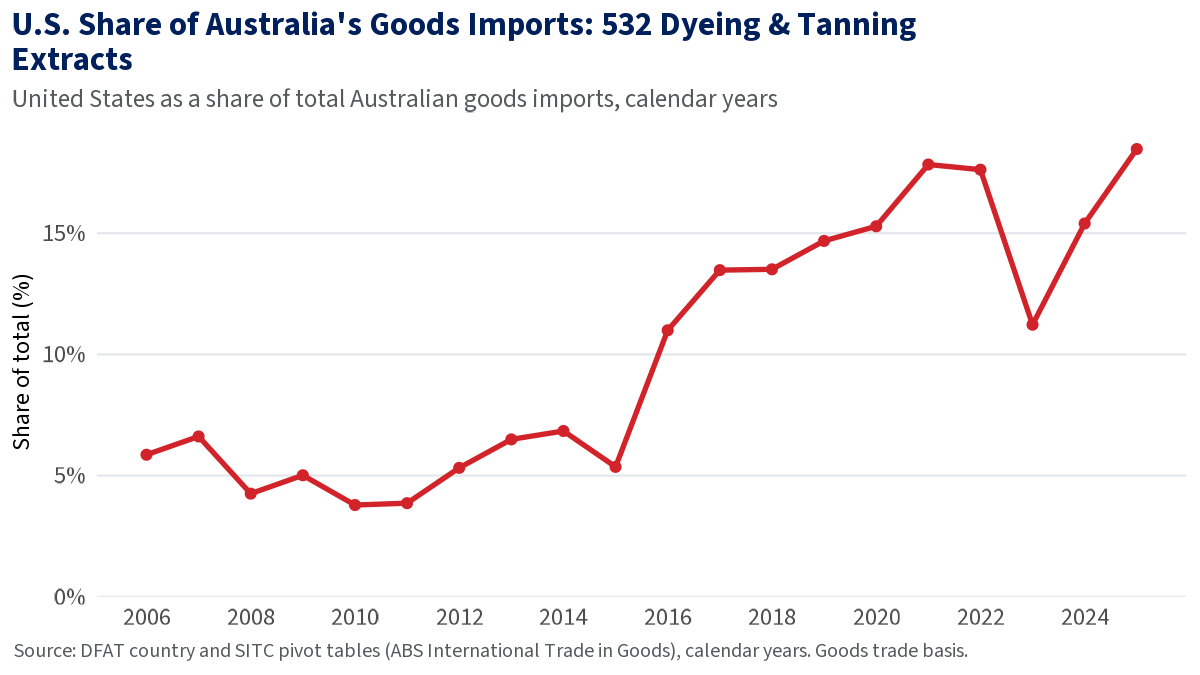 U.S. Share of Australia's Goods Imports: 532 Dyeing & Tanning
Extracts
United States as a share of total Australian goods imports, calendar years
Share of total (%)
15%
10%
5%
0%
2006 2008 2010 2012 2014 2016 2018 2020 2022 2024
Source: DFAT country and SITC pivot tables (ABS International Trade in Goods), calendar years. Goods trade basis.